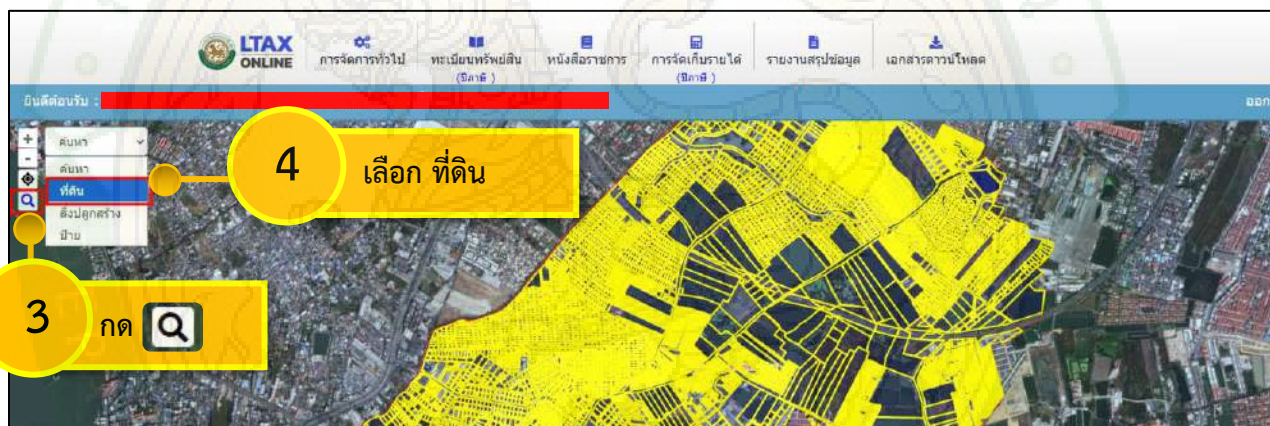 LTAX
ONLINE
การจัดการทั่วไป
ทะเบียนทรัพย์สิน
(ปีภาษี )
หนังสือราชการ
การจัดเก็บรายได้
(ปีภาษี )
รายงานสรุปข้อมูล
เอกสารดาวน์โหลด
ยินดีต้อนรับ :
ออก
+
ค้นหา
-
ค้นหา
ที่ดิน
สิ่งปลูกสร้าง
ป้าย
4
เลือก ที่ดิน
3
กด